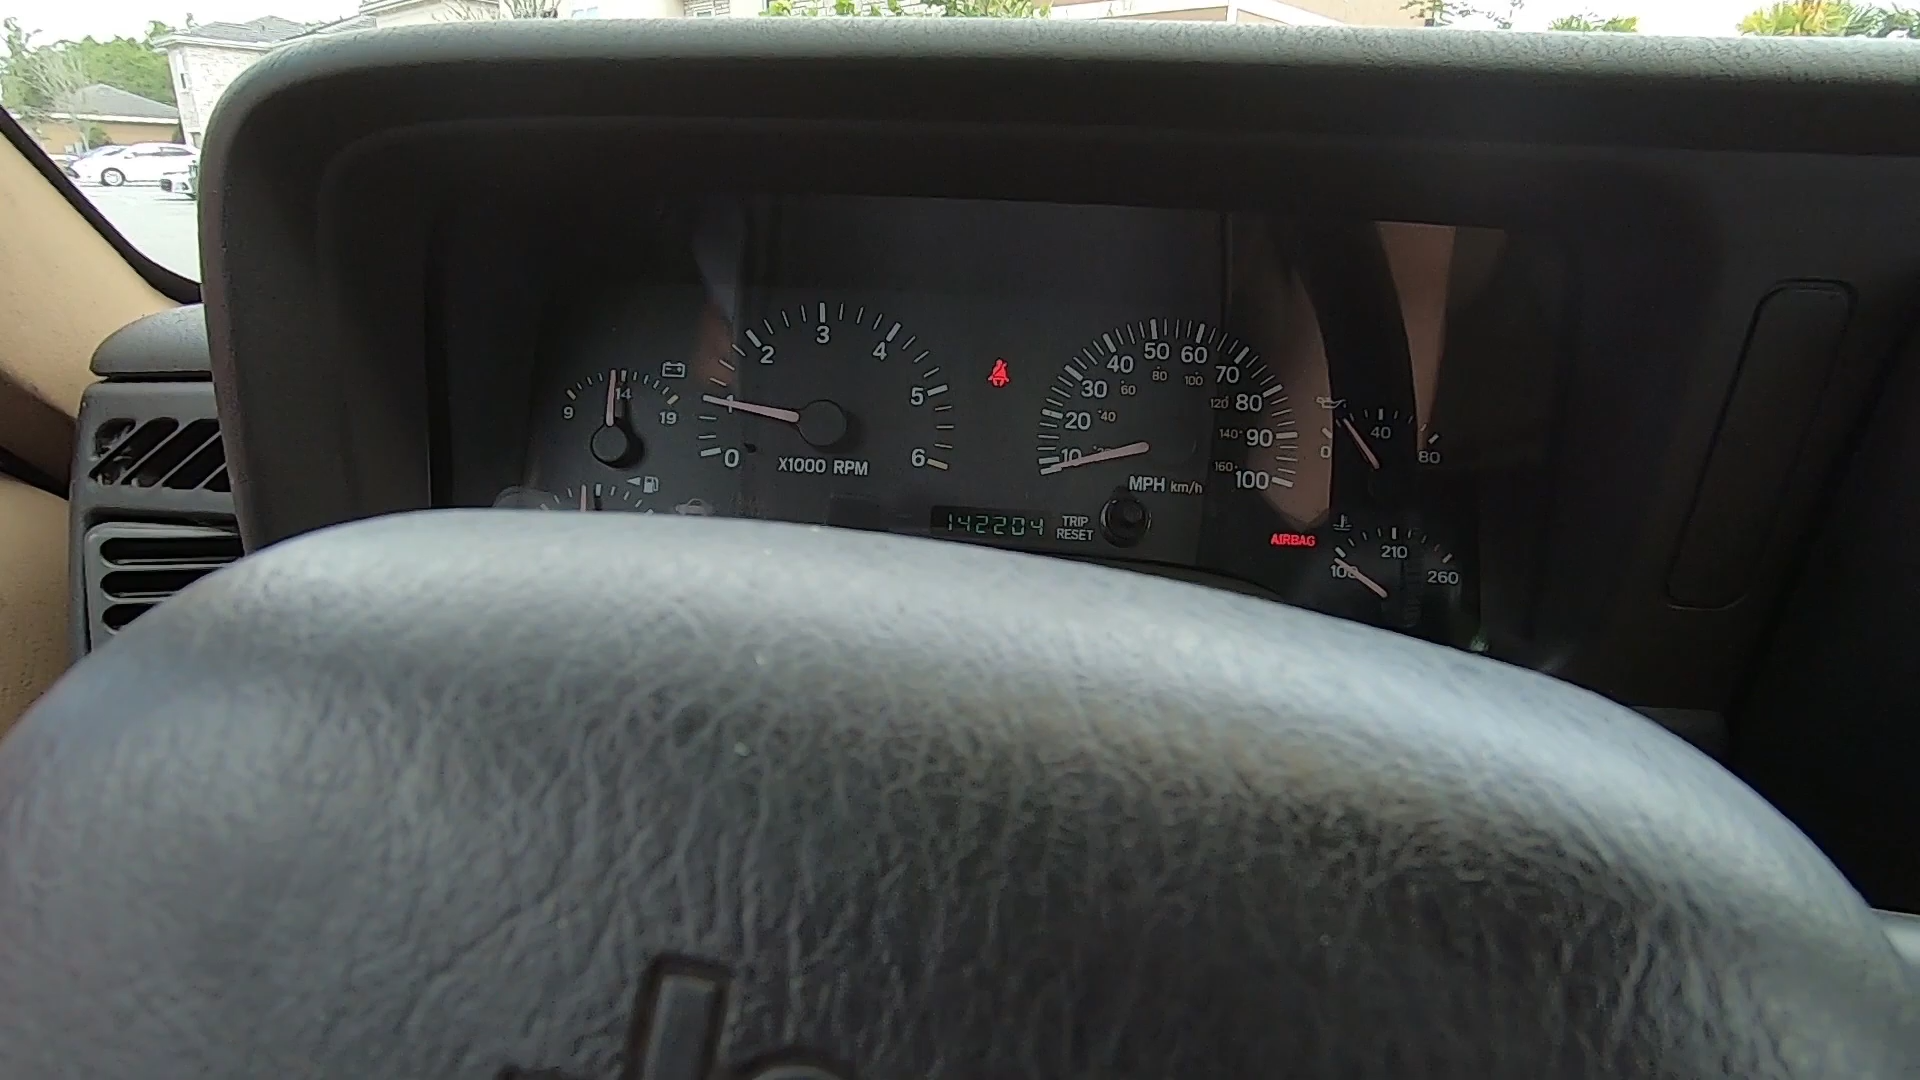 9 14 19
0 1 2 3 4 5 6
X1000 RPM
10 20 30 40 50 60 70 80 90 100
40 60 80 100 120 140 160
MPH km/h
142204
TRIP
RESET
0 40 80
AIRBAG
100 210 260